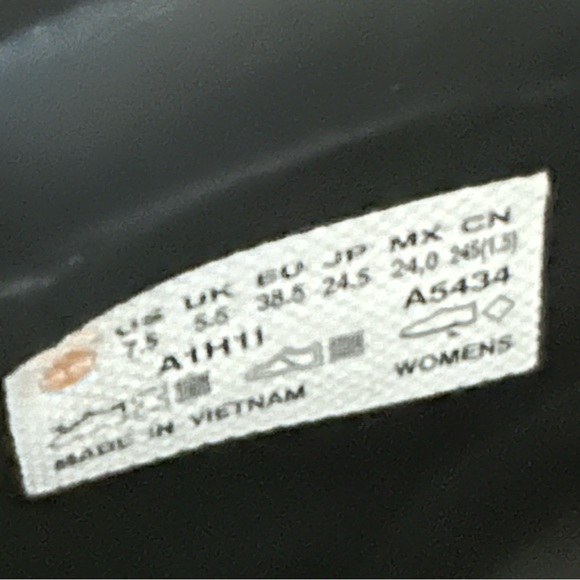 US UK EU JP MX CN
7.5 5.5 38.5 24.5 24,0 245(1.5)
A1H1I A5434
WOMENS
MADE IN VIETNAM